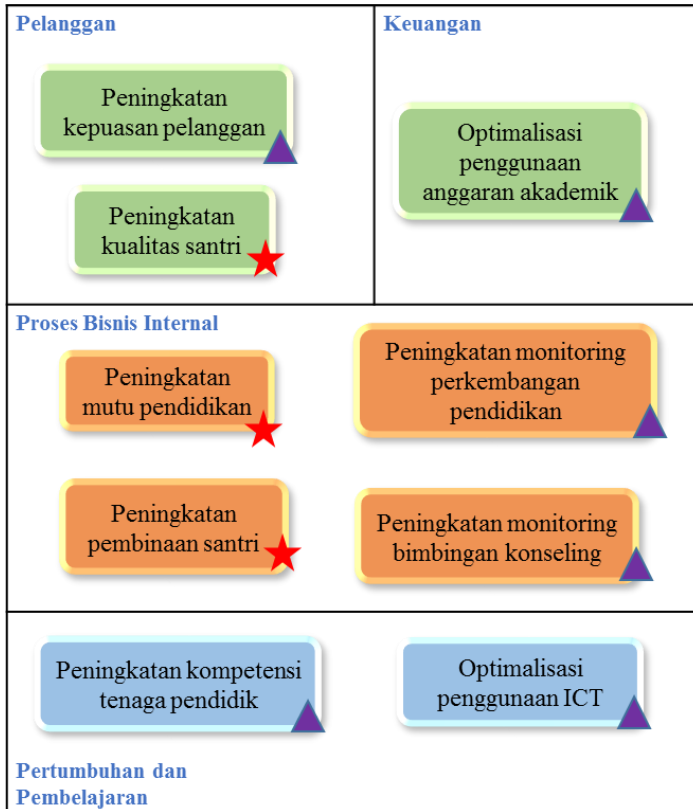 Pelanggan
Peningkatan
kepuasan pelanggan
Peningkatan
kualitas santri
Keuangan
Optimalisasi
penggunaan
anggaran akademik
Proses Bisnis Internal
Peningkatan
mutu pendidikan
Peningkatan monitoring
perkembangan
pendidikan
Peningkatan
pembinaan santri
Peningkatan monitoring
bimbingan konseling
Peningkatan kompetensi
tenaga pendidik
Optimalisasi
penggunaan ICT
Pertumbuhan dan
Pembelajaran